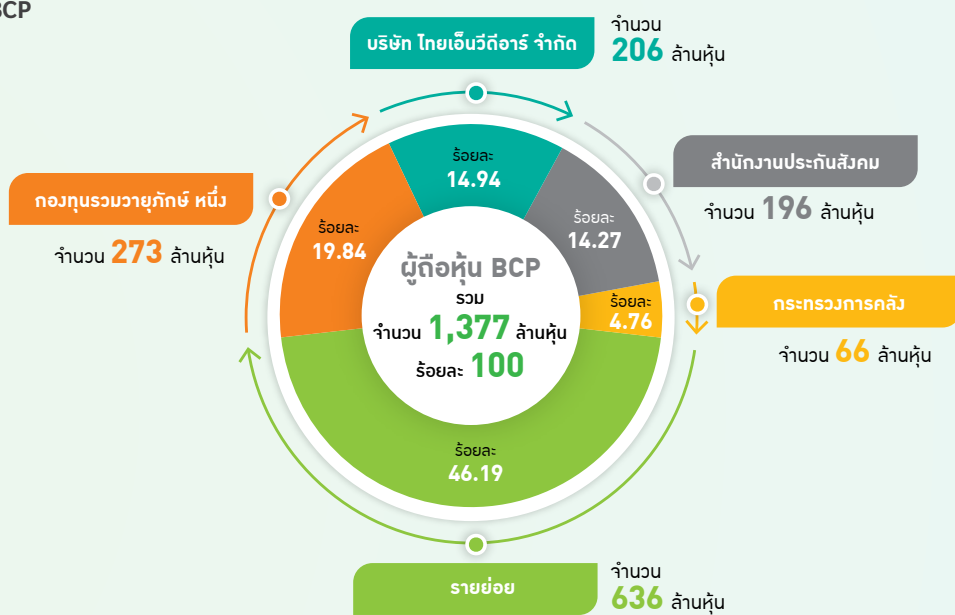 BCP
บริษัท ไทยเอ็นวีดีอาร์ จำกัด
จำนวน
206 ล้านหุ้น
สำนักงานประกันสังคม
จำนวน 196 ล้านหุ้น
กองทุนรวมวายุภักษ์ หนึ่ง
จำนวน 273 ล้านหุ้น
กระทรวงการคลัง
จำนวน 66 ล้านหุ้น
ร้อยละ
14.94
ร้อยละ
14.27
ร้อยละ
19.84
ร้อยละ
4.76
ผู้ถือหุ้น BCP
รวม
จำนวน 1,377 ล้านหุ้น
ร้อยละ 100
ร้อยละ
46.19
รายย่อย
จำนวน
636 ล้านหุ้น